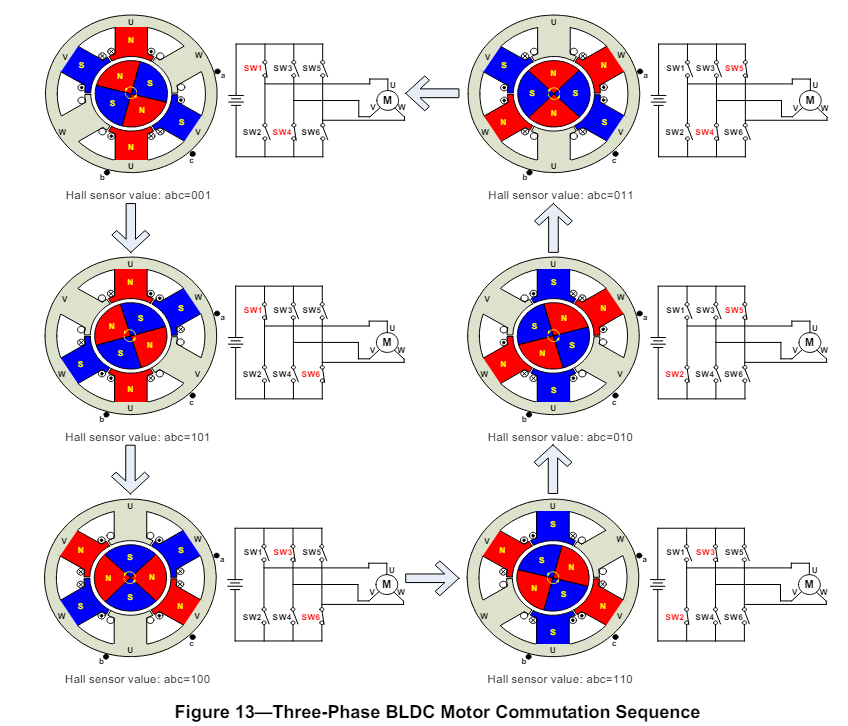 U
V S N W
N S
S N
a
W N S V
U
b c
SW1 SW3 SW5
U
M
V W
SW2 SW4 SW6
Hall sensor value: abc=001
U
V S N W
N
S S
N
a
W N S V
U
b c
SW1 SW3 SW5
U
M
V W
SW2 SW4 SW6
Hall sensor value: abc=011
U
V N S W
N S
S N
a
W S N V
U
b c
SW1 SW3 SW5
U
M
V W
SW2 SW4 SW6
Hall sensor value: abc=101
U
V S N W
S N
N S
a
W N S V
U
b c
SW1 SW3 SW5
U
M
V W
SW2 SW4 SW6
Hall sensor value: abc=010
U
V N S W
S
N N
S
a
W S N V
U
b c
SW1 SW3 SW5
U
M
V W
SW2 SW4 SW6
Hall sensor value: abc=100
U
V N S W
S N
N S
a
W S N V
U
b c
SW1 SW3 SW5
U
M
V W
SW2 SW4 SW6
Hall sensor value: abc=110
Figure 13—Three-Phase BLDC Motor Commutation Sequence